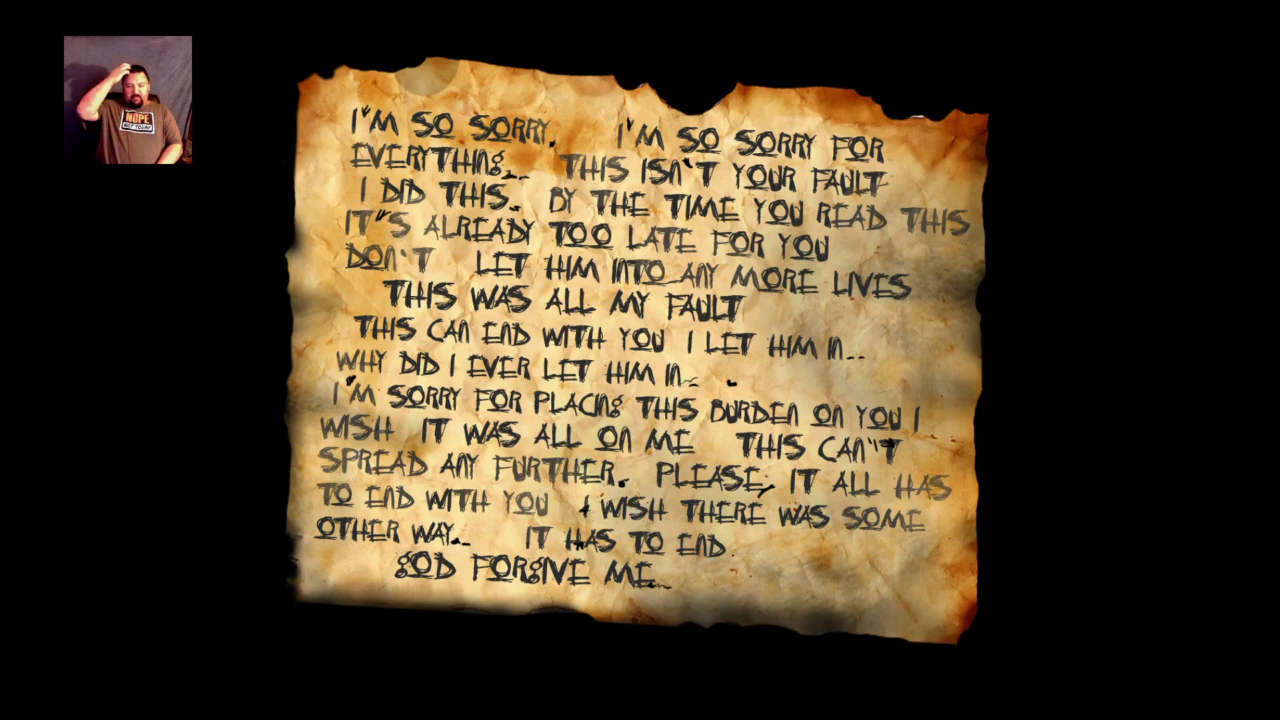 I'M SO SORRY. I'M SO SORRY FOR
EVERYTHING... THIS ISN'T YOUR FAULT
I DID THIS.. BY THE TIME YOU READ THIS
IT"S ALREADY TOO LATE FOR YOU
DON'T LET HIM INTO ANY MORE LIVES
THIS WAS ALL MY FAULT
THIS CAN END WITH YOU I LET HIM IN...
WHY DID I EVER LET HIM IN...
I'M SORRY FOR PLACING THIS BURDEN ON YOU I
WISH IT WAS ALL ON ME THIS CAN"T
SPREAD ANY FURTHER. PLEASE, IT ALL HAS
TO END WITH YOU I WISH THERE WAS SOME
OTHER WAY... IT HAS TO END.
GOD FORGIVE ME...
NOPE
NOT TODAY